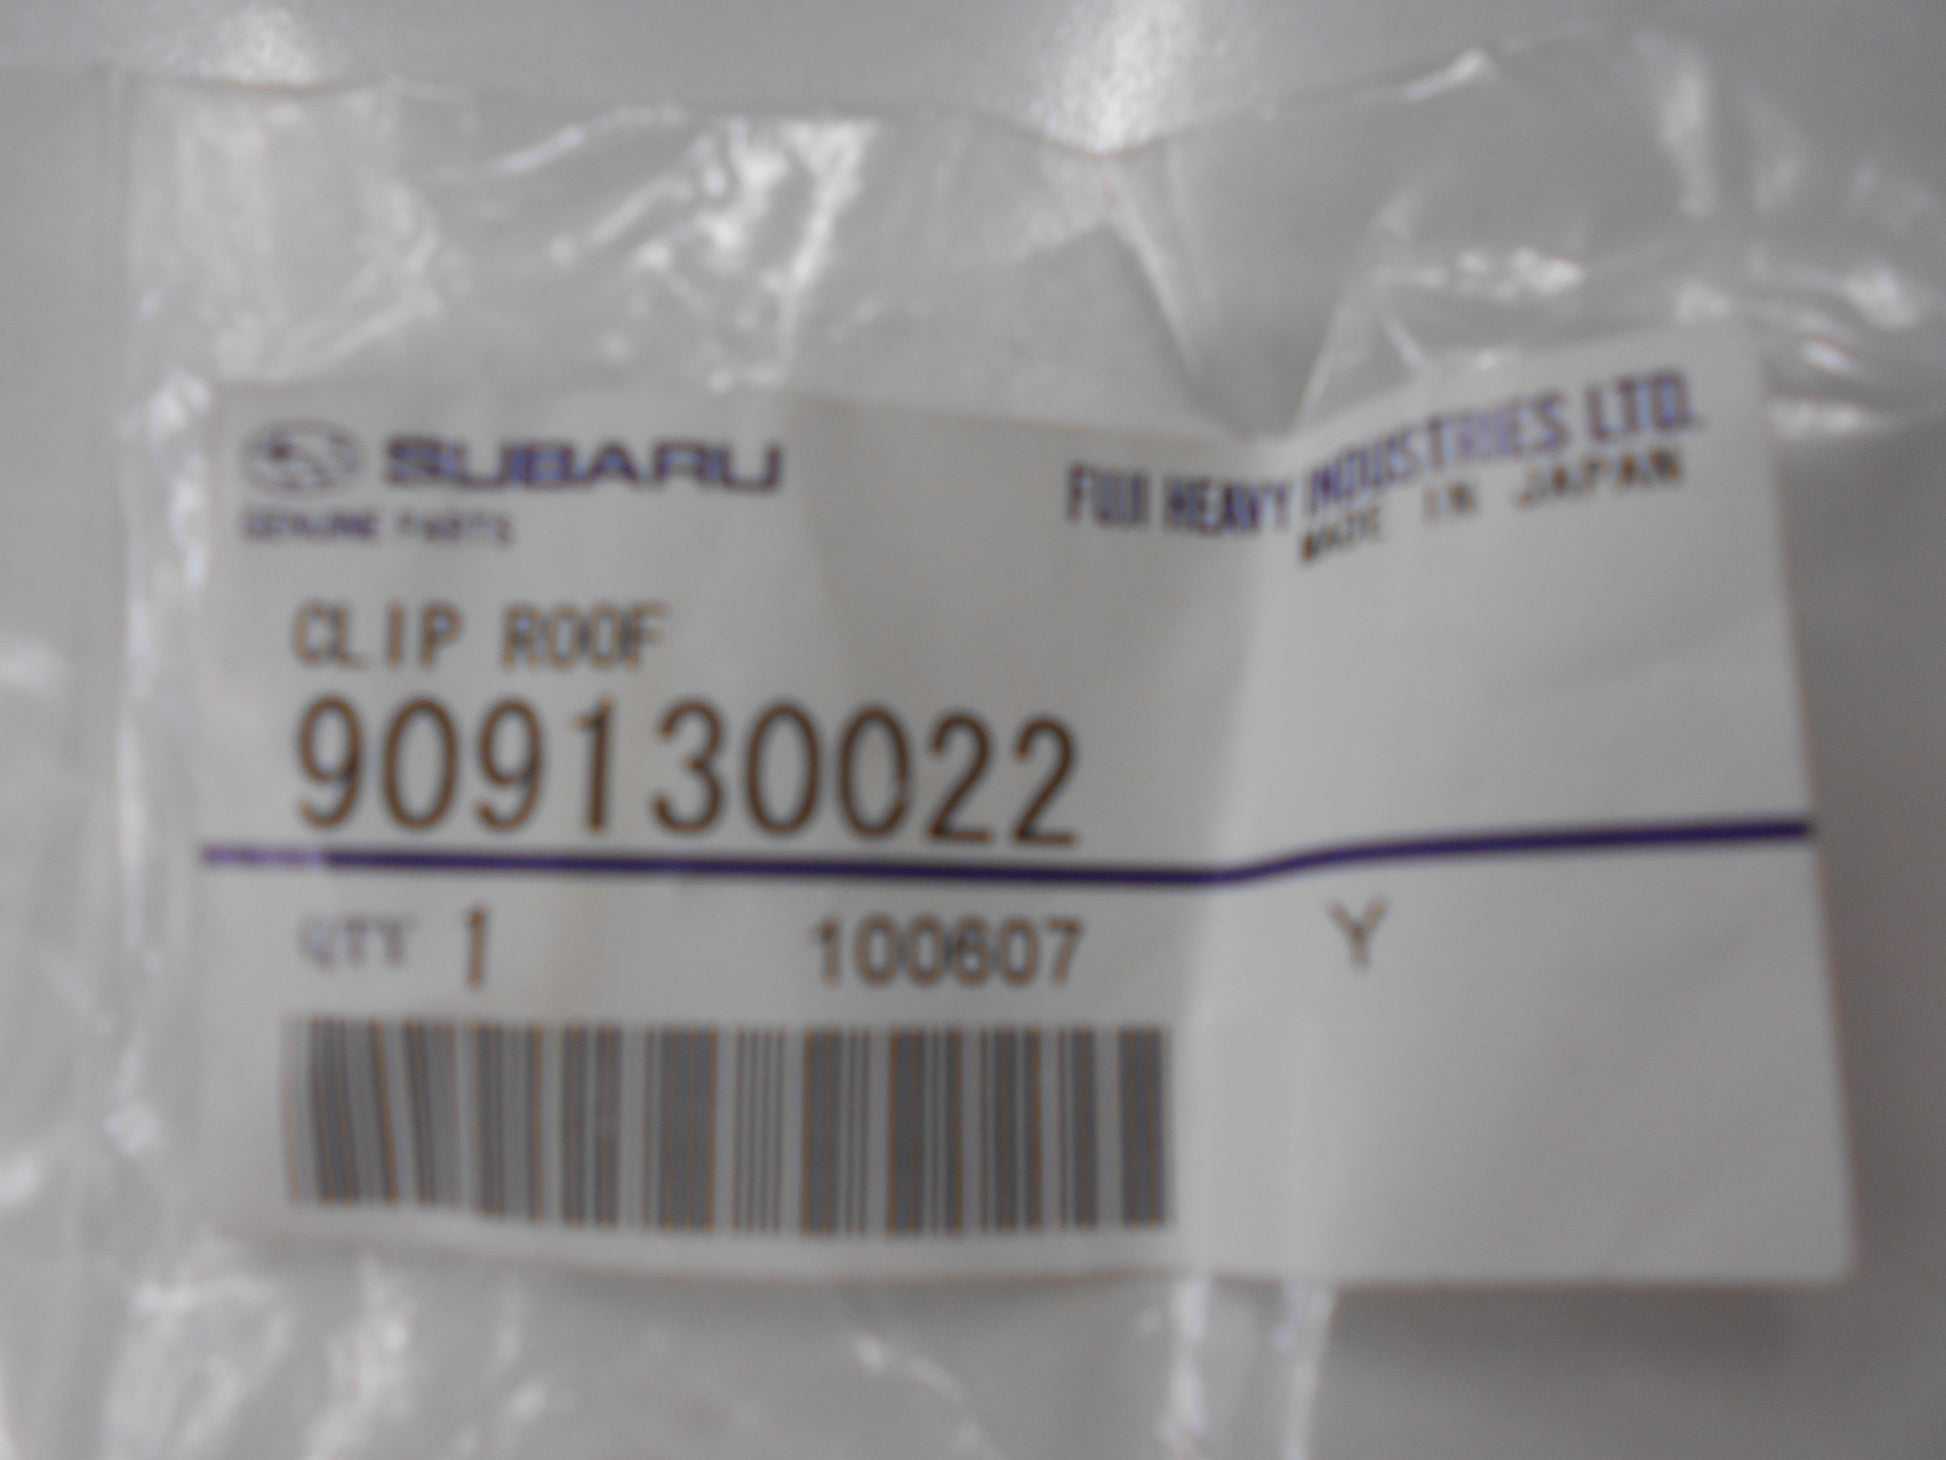 SUBARU
GENUINE PARTS
FUJI HEAVY INDUSTRIES LTD.
MADE IN JAPAN
CLIP ROOF
909130022
QTY 1 100607 Y